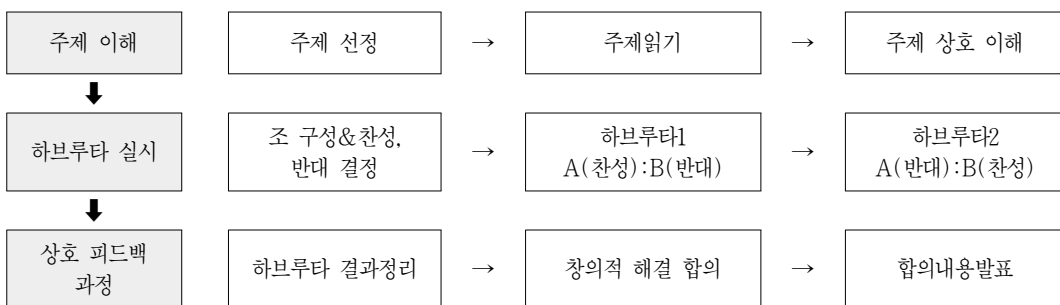 주제 이해
주제 선정
→
주제읽기
→
주제 상호 이해
하브루타 실시
조 구성&찬성,
반대 결정
→
하브루타1
A(찬성):B(반대)
→
하브루타2
A(반대):B(찬성)
상호 피드백
과정
하브루타 결과정리
→
창의적 해결 합의
→
합의내용발표